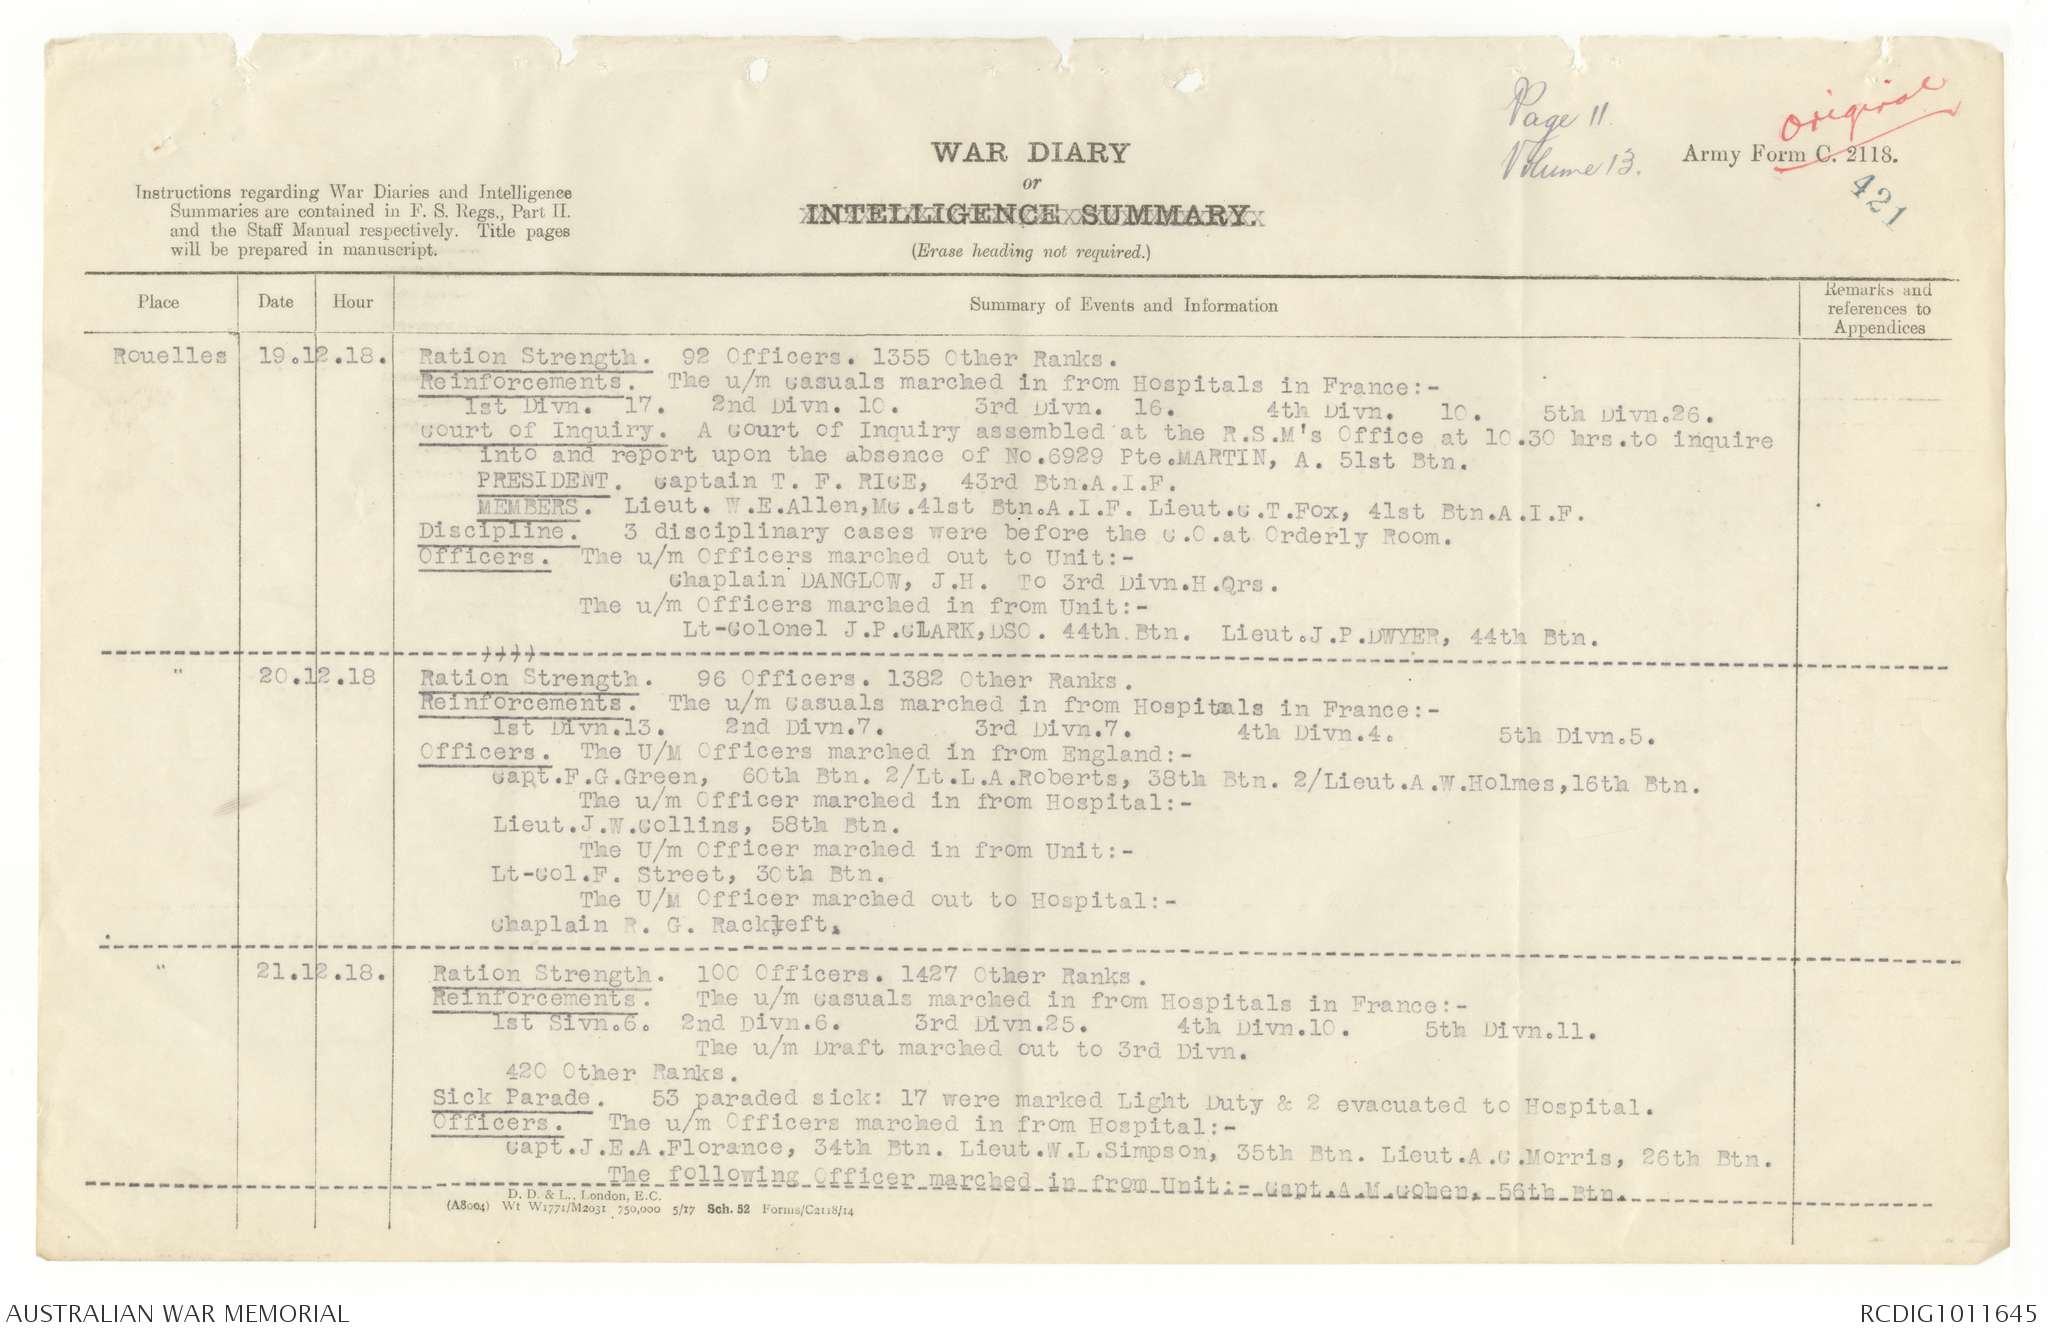 Page 11.
Volume 13.
Original
Army Form C. 2118.
421
WAR DIARY
or
INTELLIGENCE SUMMARY.
(Erase heading not required.)
Instructions regarding War Diaries and Intelligence
Summaries are contained in F. S. Regs., Part II.
and the Staff Manual respectively. Title pages
will be prepared in manuscript.
Place Date Hour Summary of Events and Information Remarks and references to Appendices
Rouelles 19.12.18. Ration Strength. 92 Officers. 1355 Other Ranks.
Reinforcements. The u/m Casuals marched in from Hospitals in France:-
1st Divn. 17. 2nd Divn. 10. 3rd Divn. 16. 4th Divn. 10. 5th Divn.26.
Court of Inquiry. A Court of Inquiry assembled at the R.S.M's Office at 10.30 hrs.to inquire
into and report upon the absence of No.6929 Pte.MARTIN, A. 51st Btn.
PRESIDENT. Captain T. F. RICE, 43rd Btn.A.I.F.
MEMBERS. Lieut. W.E.Allen,MC.41st Btn.A.I.F. Lieut.C.T.Fox, 41st Btn.A.I.F.
Discipline. 3 disciplinary cases were before the C.O.at Orderly Room.
Officers. The u/m Officers marched out to Unit:-
Chaplain DANGLOW, J.H. To 3rd Divn.H.Qrs.
The u/m Officers marched in from Unit:-
Lt-Colonel J.P.CLARK,DSO. 44th Btn. Lieut.J.P.DWYER, 44th Btn.
" 20.12.18 Ration Strength. 96 Officers. 1382 Other Ranks.
Reinforcements. The u/m Casuals marched in from Hospitals in France:-
1st Divn.13. 2nd Divn.7. 3rd Divn.7. 4th Divn.4. 5th Divn.5.
Officers. The U/M Officers marched in from England:-
Capt.F.G.Green, 60th Btn. 2/Lt.L.A.Roberts, 38th Btn. 2/Lieut.A.W.Holmes,16th Btn.
The u/m Officer marched in from Hospital:-
Lieut.J.W.Collins, 58th Btn.
The U/m Officer marched in from Unit:-
Lt-Col.F. Street, 30th Btn.
The U/M Officer marched out to Hospital:-
Chaplain R. G. Rackleft.
" 21.12.18. Ration Strength. 100 Officers. 1427 Other Ranks.
Reinforcements. The u/m Casuals marched in from Hospitals in France:-
1st Sivn.6. 2nd Divn.6. 3rd Divn.25. 4th Divn.10. 5th Divn.11.
The u/m Draft marched out to 3rd Divn.
420 Other Ranks.
Sick Parade. 53 paraded sick: 17 were marked Light Duty & 2 evacuated to Hospital.
Officers. The u/m Officers marched in from Hospital:-
Capt.J.E.A.Florance, 34th Btn. Lieut.W.L.Simpson, 35th Btn. Lieut.A.C.Morris, 26th Btn.
The following Officer marched in from Unit:- Capt.A.M.Cohen, 56th Btn.
D. D. & L., London, E.C.
(A8004) Wt W1771/M2031 750,000 5/17 Sch. 52 Forms/C2118/14
AUSTRALIAN WAR MEMORIAL
RCDIG1011645